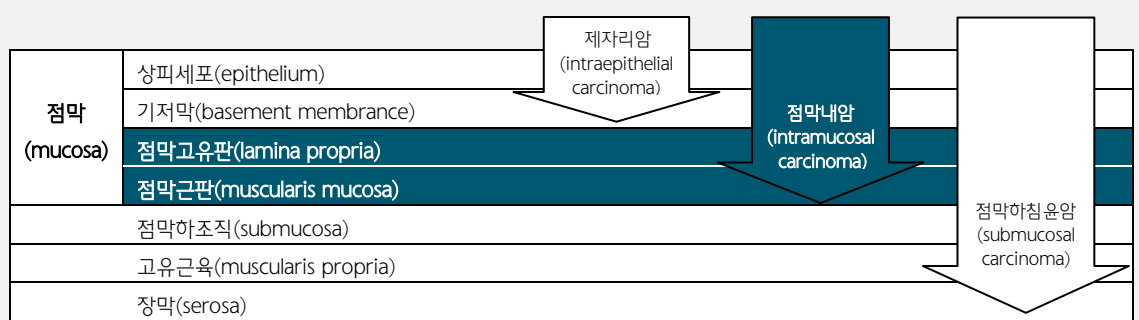 제자리암
(intraepithelial
carcinoma)
점막
(mucosa)
상피세포(epithelium)
기저막(basement membrance)
점막고유판(lamina propria)
점막근판(muscularis mucosa)
점막내암
(intramucosal
carcinoma)
점막하조직(submucosa)
고유근육(muscularis propria)
장막(serosa)
점막하침윤암
(submucosal
carcinoma)